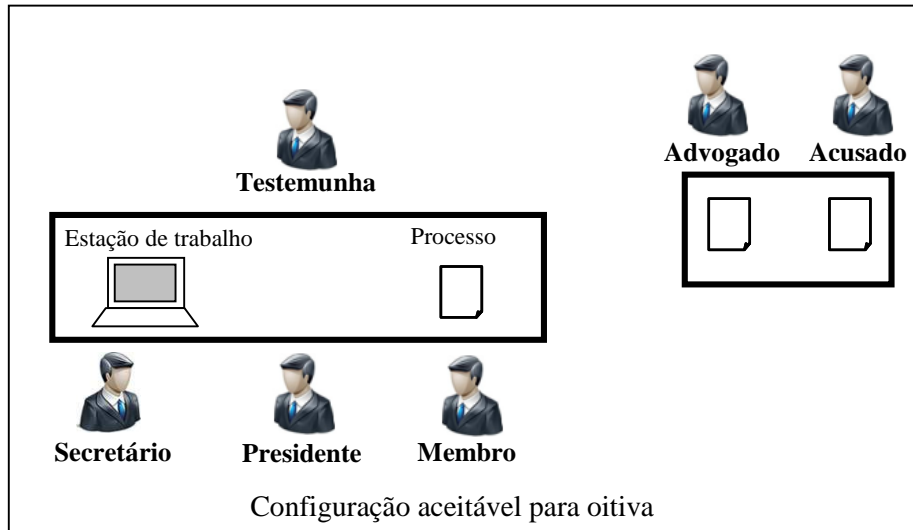 Advogado Acusado
Testemunha
Estação de trabalho Processo
Secretário Presidente Membro
Configuração aceitável para oitiva